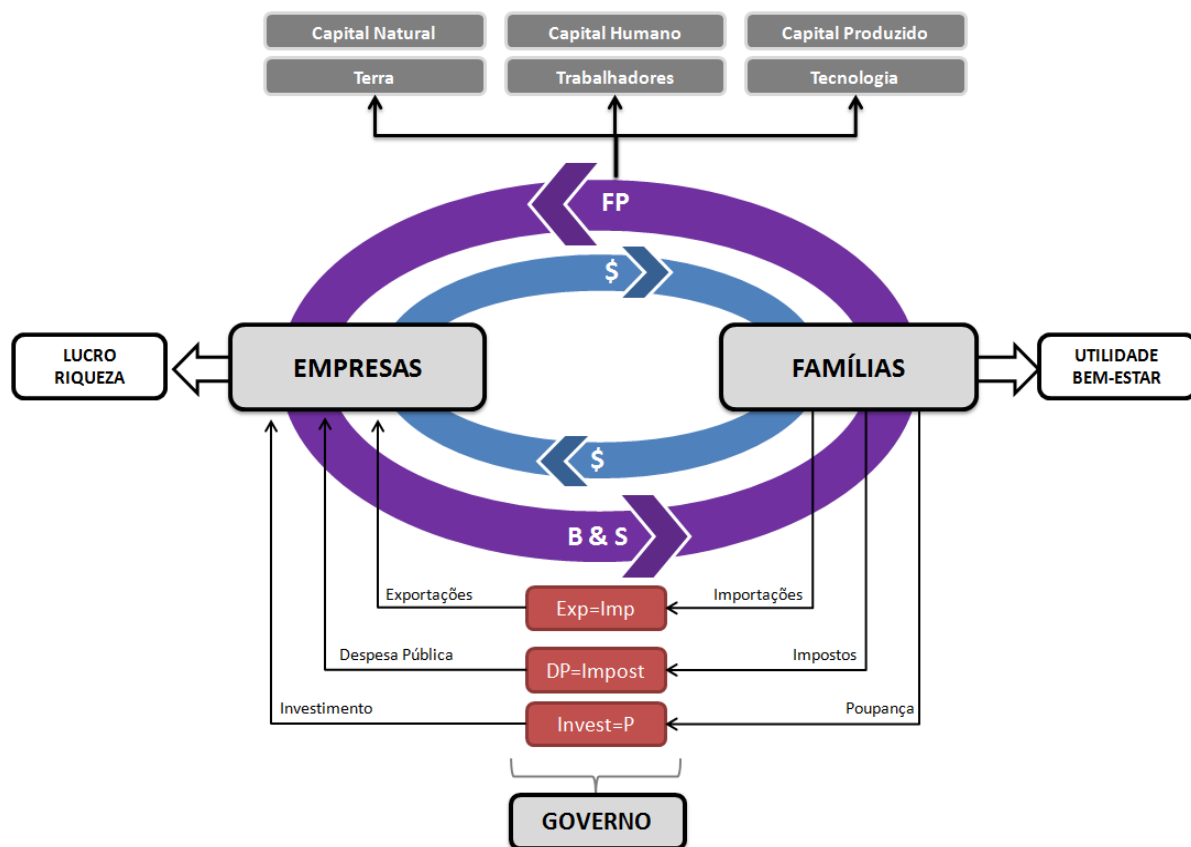 Capital Natural
Capital Humano
Capital Produzido
Terra
Trabalhadores
Tecnologia
FP
$
LUCRO
RIQUEZA
EMPRESAS
FAMÍLIAS
UTILIDADE
BEM-ESTAR
$
B & S
Exportações
Exp=Imp
Importações
Despesa Pública
DP=Impost
Impostos
Investimento
Invest=P
Poupança
GOVERNO